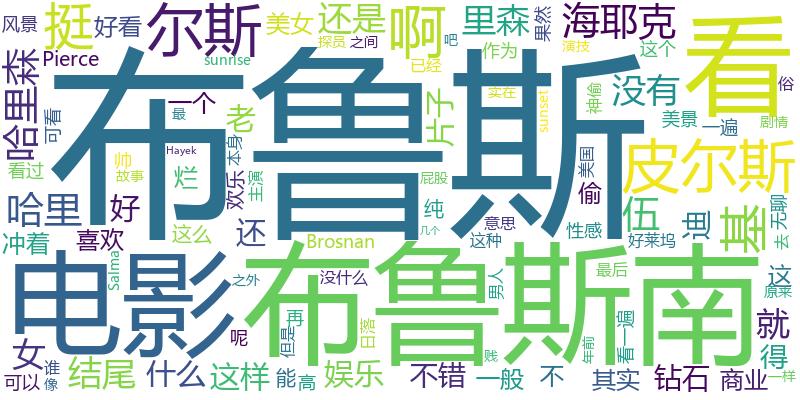 风景
挺
好看
尔斯
美女
还是
啊
里森
海耶克
果然
看
Pierce
sunrise
探员
之间
吧
作为
演技
这个
哈里森
布鲁斯
已经
没有
神偷
俗
可看
一个
老
片子
实在
sunset
美景
一遍
剧情
最
本身
看过
帅
Hayek
故事
烂
欢乐
主演
屁股
美国
皮尔斯
偷
哈里
好
纯
伍
迪
基
无聊
冲着
喜欢
这么
还
Brosnan
几个
意思
这种
性感
好莱坞
去
电影
布鲁斯南
Salma
之外
没什么
男人
最后
这
原来
女
谁
呢
再
但是
日落
贱
年前
看一遍
就
可以
像
结尾
什么
这样
能
高
娱乐
不错
一般
不
其实
钻石
商业
得
一样